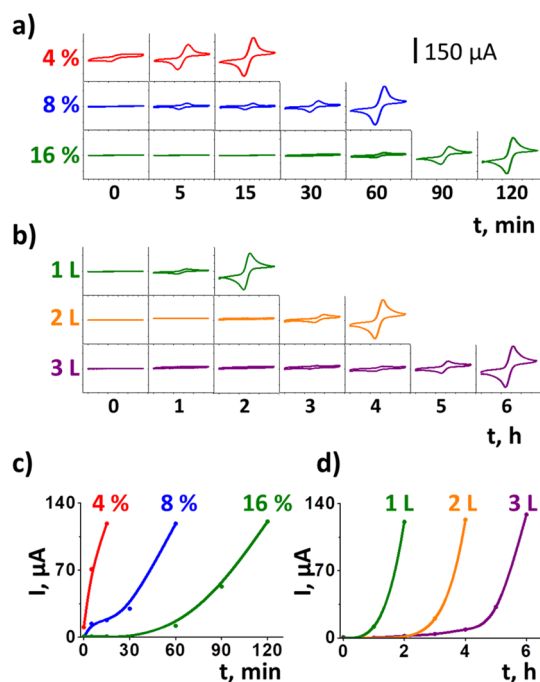 a)
4 %
150 µA
8 %
16 %
0 5 15 30 60 90 120
t, min
b)
1 L
2 L
3 L
0 1 2 3 4 5 6
t, h
c) 4 % 8 % 16 %
140
70
0
I, µA
0 30 60 90 120
t, min
d) 1 L 2 L 3 L
140
70
0
I, µA
0 2 4 6
t, h